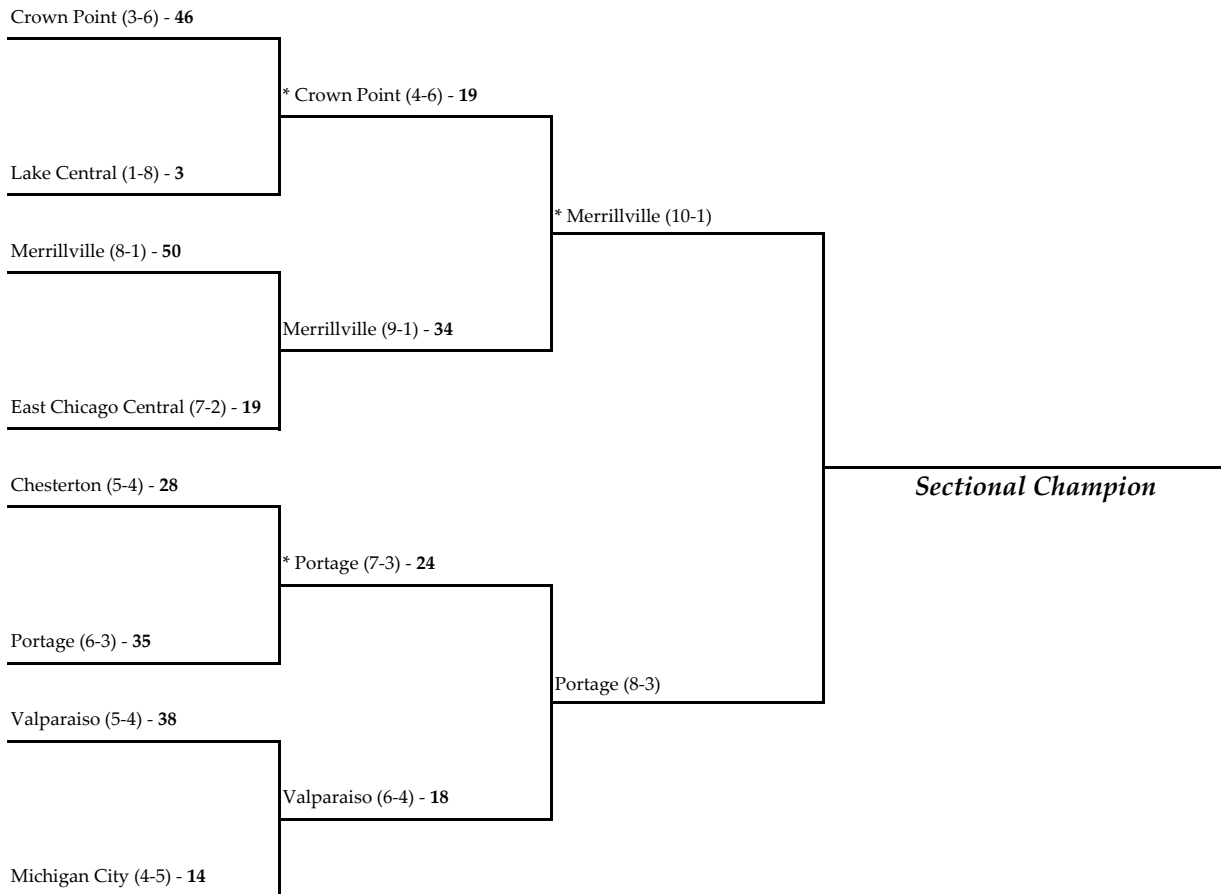 Crown Point (3-6) - 46
* Crown Point (4-6) - 19
Lake Central (1-8) - 3
* Merrillville (10-1)
Merrillville (8-1) - 50
Merrillville (9-1) - 34
East Chicago Central (7-2) - 19
Chesterton (5-4) - 28
Sectional Champion
* Portage (7-3) - 24
Portage (6-3) - 35
Portage (8-3)
Valparaiso (5-4) - 38
Valparaiso (6-4) - 18
Michigan City (4-5) - 14